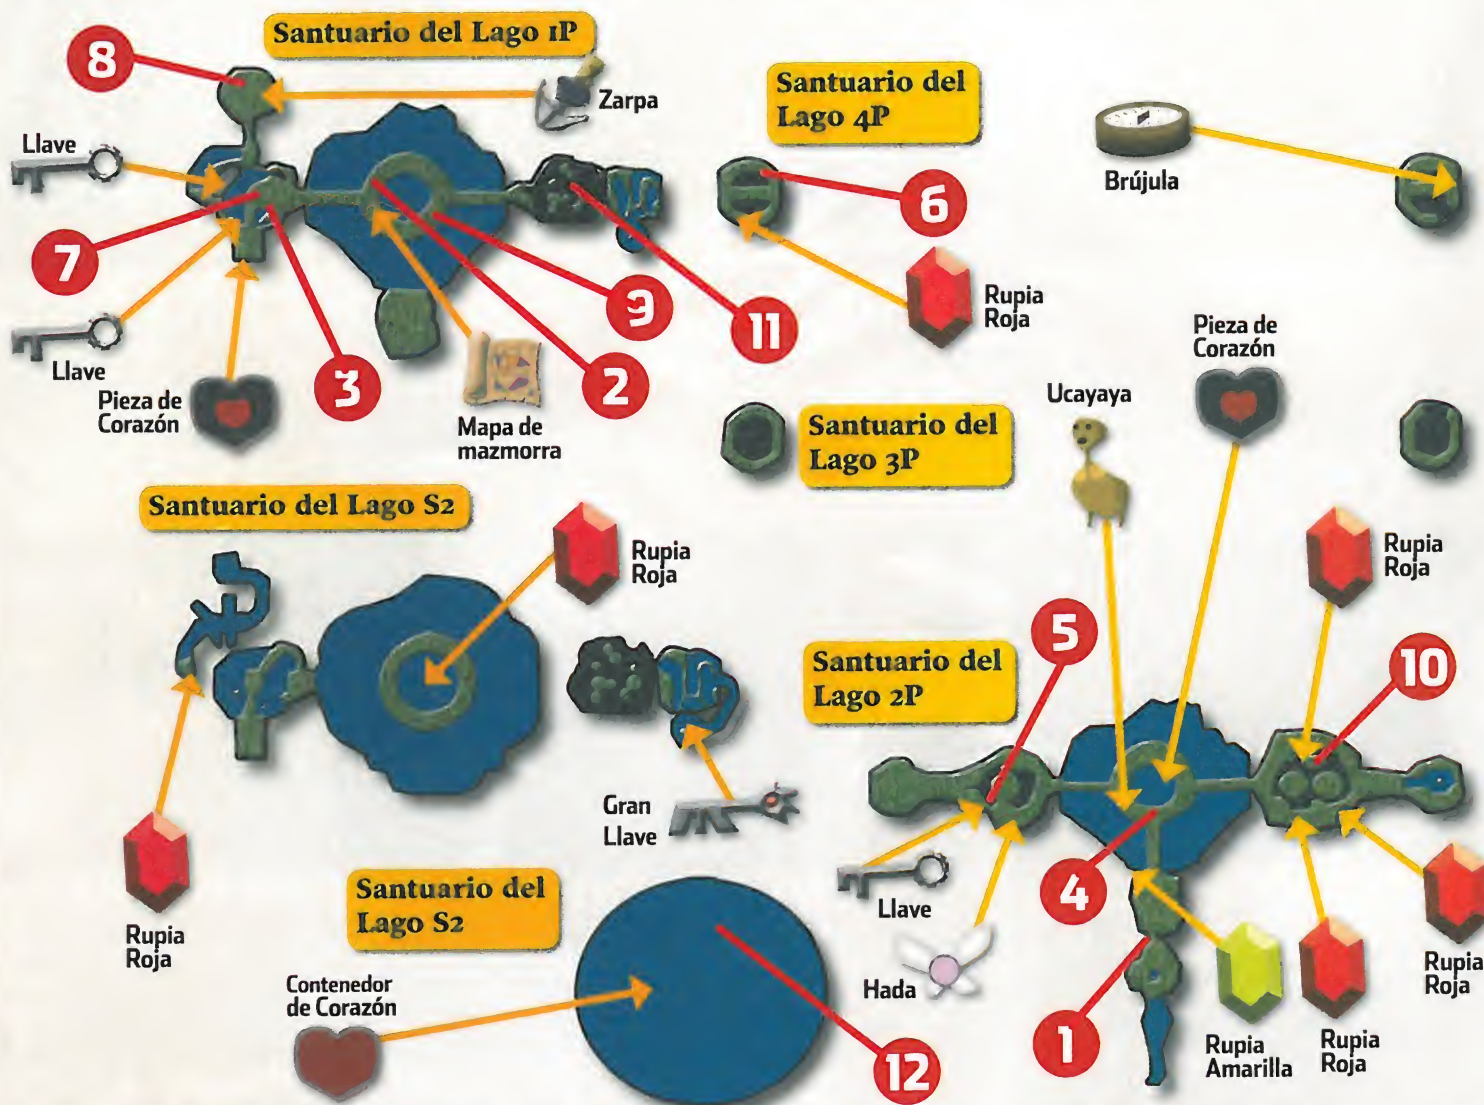 Santuario del Lago 1P
8
Zarpa
Llave
7
Llave
Pieza de
Corazón
3
Mapa de
mazmorra
2
9
11
Santuario del
Lago 4P
6
Rupia
Roja
Brújula
Santuario del
Lago 3P
Santuario del Lago S2
Rupia
Roja
Rupia
Roja
Gran
Llave
Santuario del
Lago 2P
Ucayaya
Pieza de
Corazón
Rupia
Roja
5
10
Llave
Hada
4
1
Rupia
Amarilla
Rupia
Roja
Rupia
Roja
Santuario del
Lago S2
Contenedor
de Corazón
12